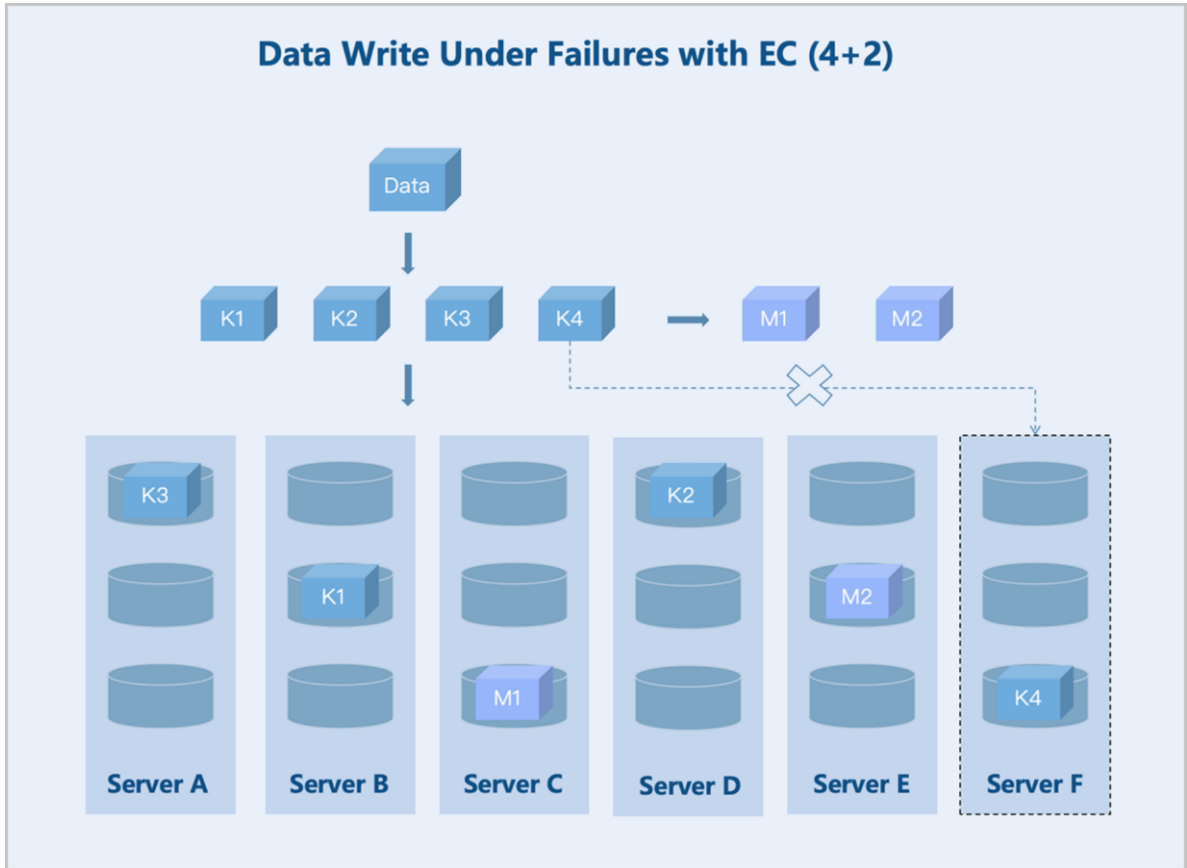 Data Write Under Failures with EC (4+2)
Data
K1 K2 K3 K4 M1 M2
K3 K2
K1 M2
M1 K4
Server A Server B Server C Server D Server E Server F